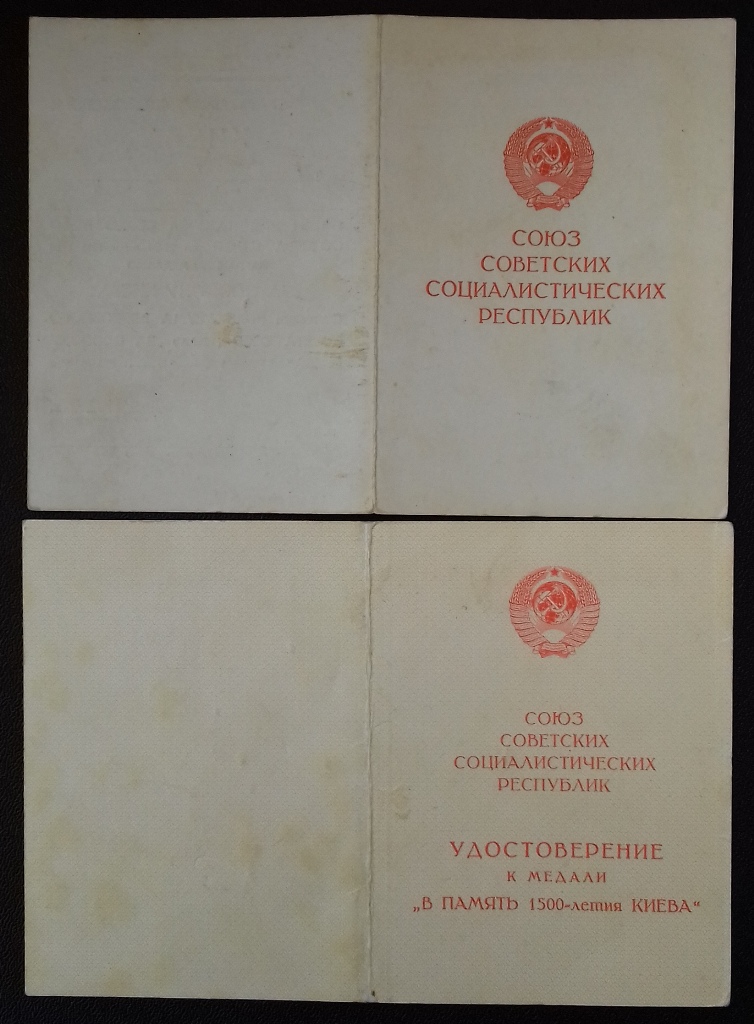 СОЮЗ
СОВЕТСКИХ
СОЦИАЛИСТИЧЕСКИХ
РЕСПУБЛИК
СОЮЗ
СОВЕТСКИХ
СОЦИАЛИСТИЧЕСКИХ
РЕСПУБЛИК
УДОСТОВЕРЕНИЕ
К МЕДАЛИ
„В ПАМЯТЬ 1500-летия КИЕВА“